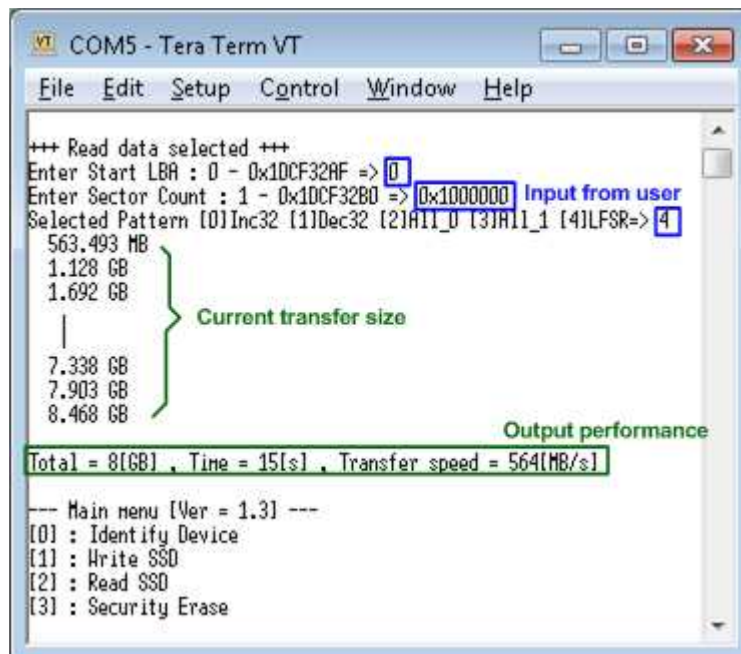 VT COM5 - Tera Term VT
File Edit Setup Control Window Help
+++ Read data selected +++
Enter Start LBA : 0 - 0x1DCF32AF => 0
Enter Sector Count : 1 - 0x1DCF32B0 => 0x1000000 Input from user
Selected Pattern [0]Inc32 [1]Dec32 [2]All_0 [3]All_1 [4]LFSR=> 4
563.493 MB
1.128 GB
1.692 GB
Current transfer size
7.338 GB
7.903 GB
8.468 GB
Output performance
Total = 8[GB] , Time = 15[s] , Transfer speed = 564[MB/s]
--- Main menu [Ver = 1.3] ---
[0] : Identify Device
[1] : Write SSD
[2] : Read SSD
[3] : Security Erase